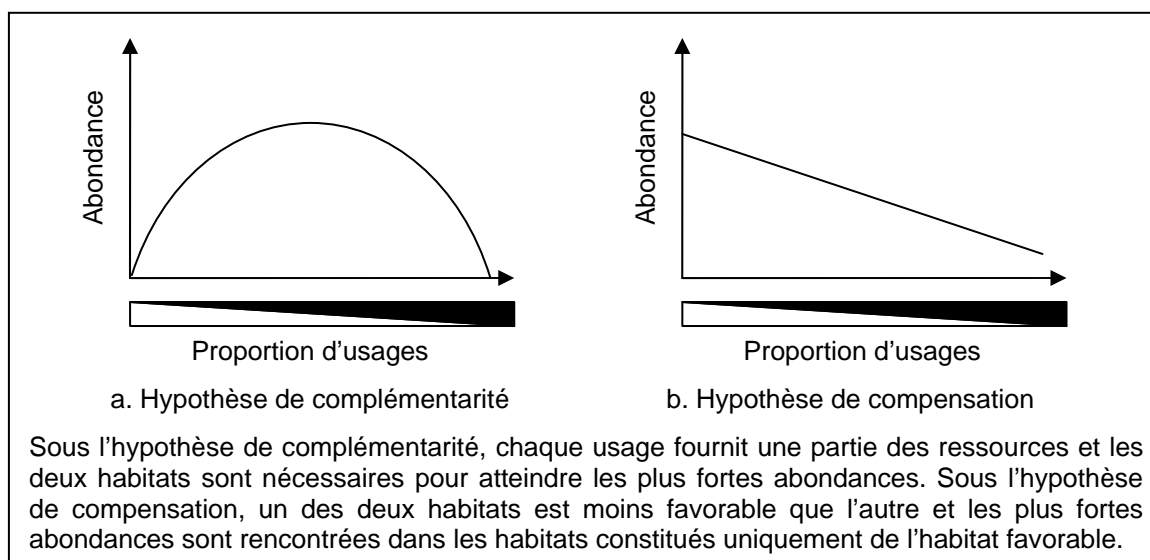 Abondance
Abondance
Proportion d'usages
Proportion d'usages
a. Hypothèse de complémentarité
b. Hypothèse de compensation
Sous l'hypothèse de complémentarité, chaque usage fournit une partie des ressources et les
deux habitats sont nécessaires pour atteindre les plus fortes abondances. Sous l'hypothèse
de compensation, un des deux habitats est moins favorable que l'autre et les plus fortes
abondances sont rencontrées dans les habitats constitués uniquement de l'habitat favorable.